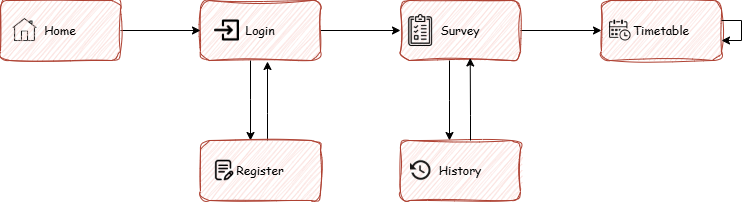 Home
Login
Survey
Timetable
Register
History